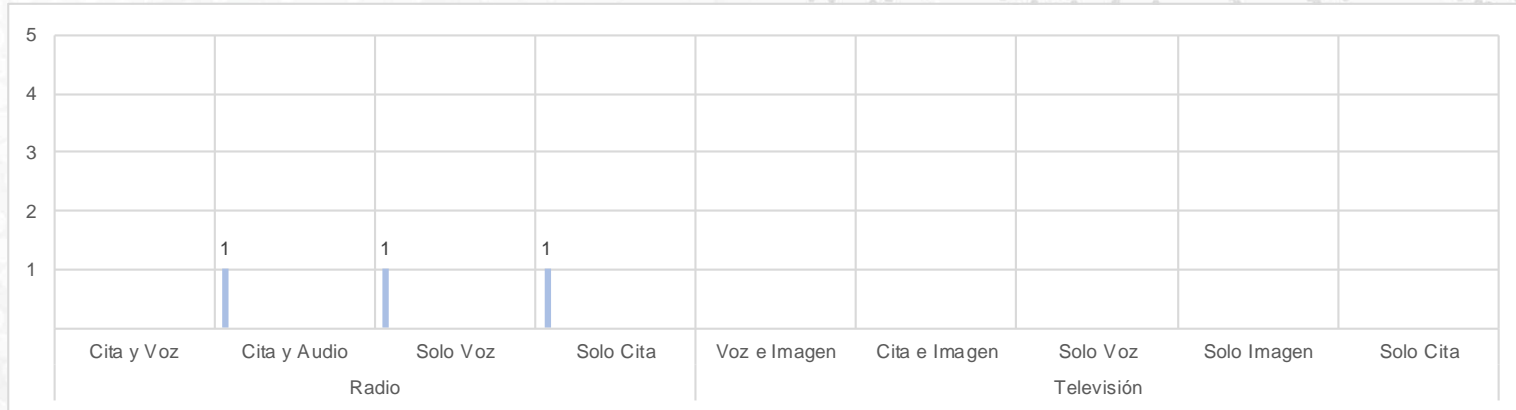 5
4
3
2
1 1 1
1
Cita y Voz Cita y Audio Solo Voz Solo Cita Voz e Imagen Cita e Imagen Solo Voz Solo Imagen Solo Cita
Radio Televisión